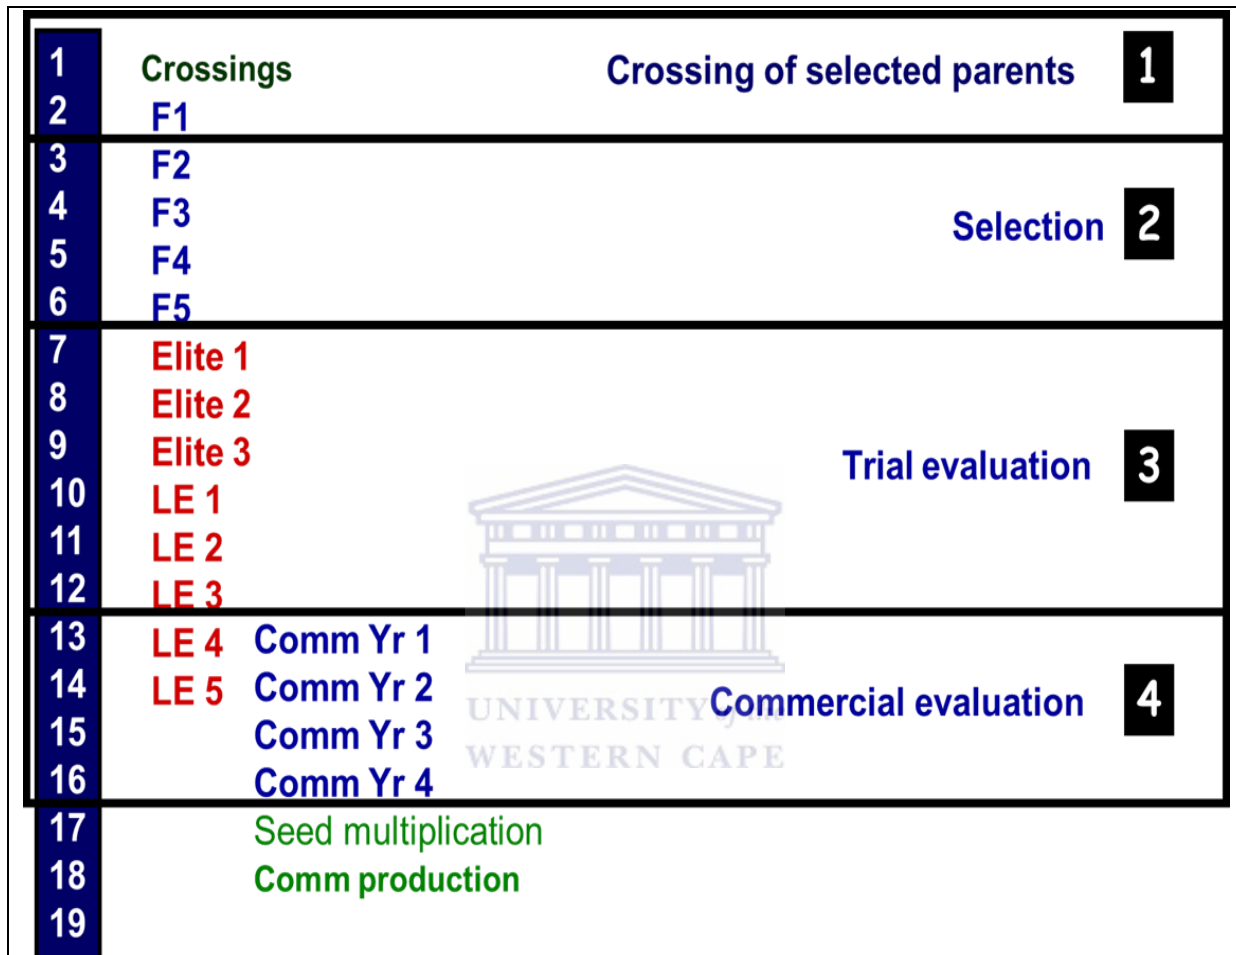 1 Crossings Crossing of selected parents 1
2 F1
3 F2
4 F3 Selection 2
5 F4
6 F5
7 Elite 1
8 Elite 2
9 Elite 3 Trial evaluation 3
10 LE 1
11 LE 2
12 LE 3
13 LE 4 Comm Yr 1
14 LE 5 Comm Yr 2 Commercial evaluation 4
UNIVERSITY of the
15 Comm Yr 3
WESTERN CAPE
16 Comm Yr 4
17 Seed multiplication
18 Comm production
19